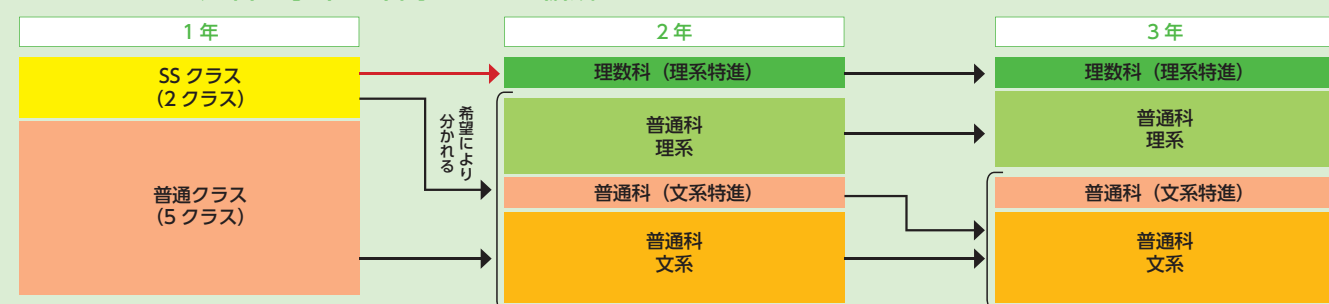 1 年
2 年
3 年
SS クラス
（2 クラス）
普通クラス
（5 クラス）
希望により
分かれる
理数科（理系特進）
普通科
理系
普通科（文系特進）
普通科
文系
理数科（理系特進）
普通科
理系
普通科（文系特進）
普通科
文系